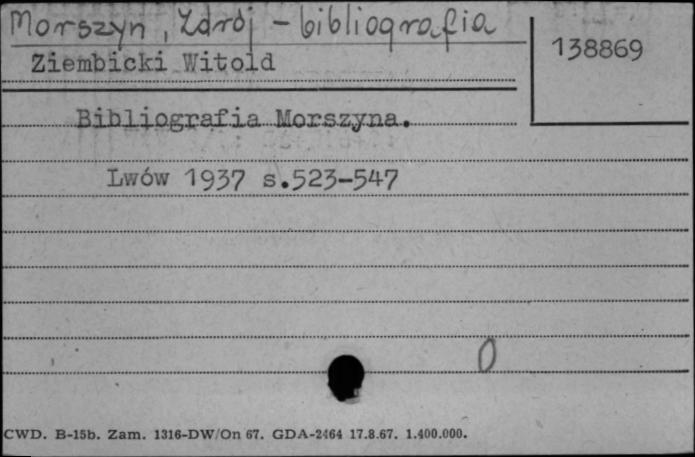 Morszyn, Zdrój - bibliografia
138869
Ziembicki Witold
Bibliografia Morszyna.
Lwów 1937 s.523-547
0
CWD. B-15b. Zam. 1316-DW/On 67. GDA-2464 17.8.67. 1.400.000.